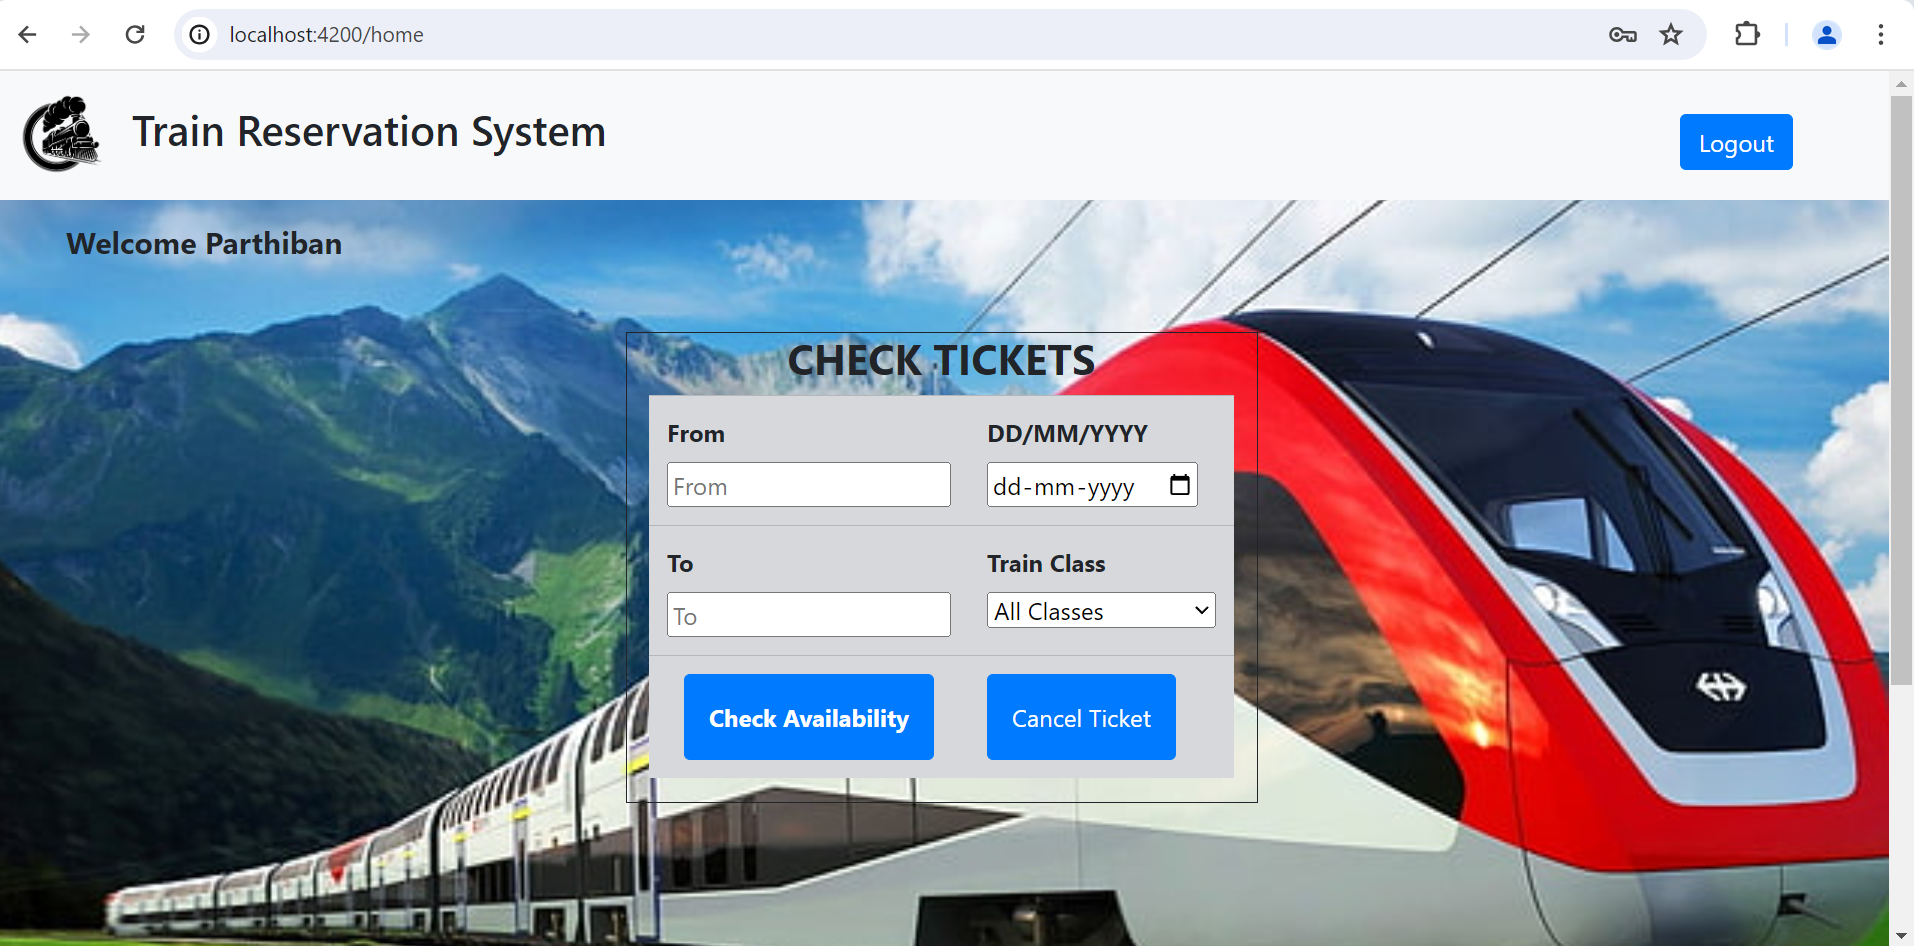 localhost:4200/home
Train Reservation System
Logout
Welcome Parthiban
CHECK TICKETS
From
DD/MM/YYYY
From
dd-mm-yyyy
To
Train Class
To
All Classes
Check Availability
Cancel Ticket